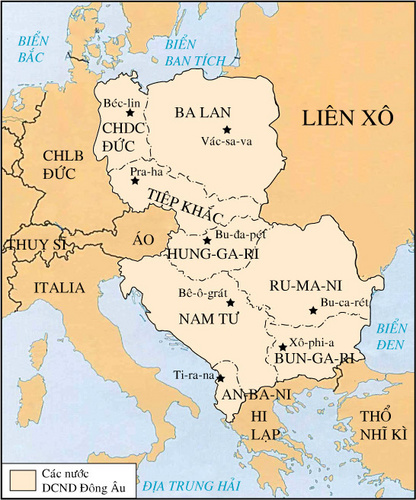 BIỂN
BẮC
BIỂN
BAN TÍCH
Béc-lin
CHDC
ĐỨC
BA LAN
Vác-sa-va
LIÊN XÔ
CHLB
ĐỨC
Pra-ha
TIỆP KHẮC
THUỴ SĨ
ÁO
Bu-đa-pét
HUNG-GA-RI
ITALIA
RU-MA-NI
Bê-ô-grát
Bu-ca-rét
NAM TƯ
BIỂN
ĐEN
Xô-phi-a
BUN-GA-RI
Ti-ra-na
AN-BA-NI
HI
LẠP
THỔ
NHĨ KÌ
Các nước
DCND Đông Âu
ĐỊA TRUNG HẢI